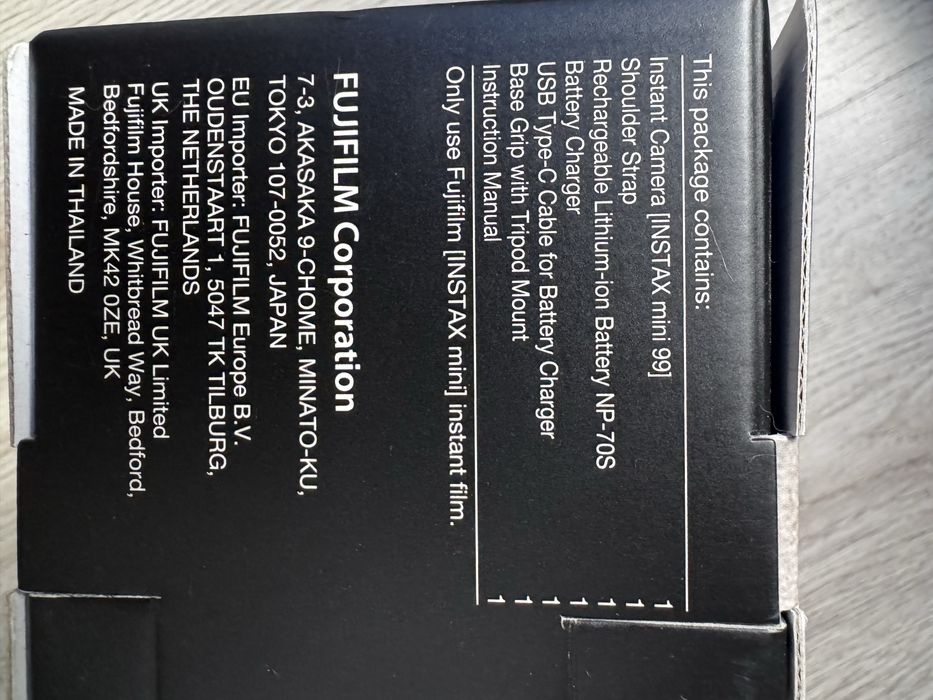 This package contains:
Instant Camera [INSTAX mini 99] 1
Shoulder Strap 1
Rechargeable Lithium-ion Battery NP-70S 1
Battery Charger 1
USB Type-C Cable for Battery Charger 1
Base Grip with Tripod Mount 1
Instruction Manual 1
Only use Fujifilm [INSTAX mini] instant film.
FUJIFILM Corporation
7-3, AKASAKA 9-CHOME, MINATO-KU,
TOKYO 107-0052, JAPAN
EU Importer: FUJIFILM Europe B.V.
OUDENSTAART 1, 5047 TK TILBURG,
THE NETHERLANDS
UK Importer: FUJIFILM UK Limited
Fujifilm House, Whitbread Way, Bedford,
Bedfordshire, MK42 0ZE, UK
MADE IN THAILAND